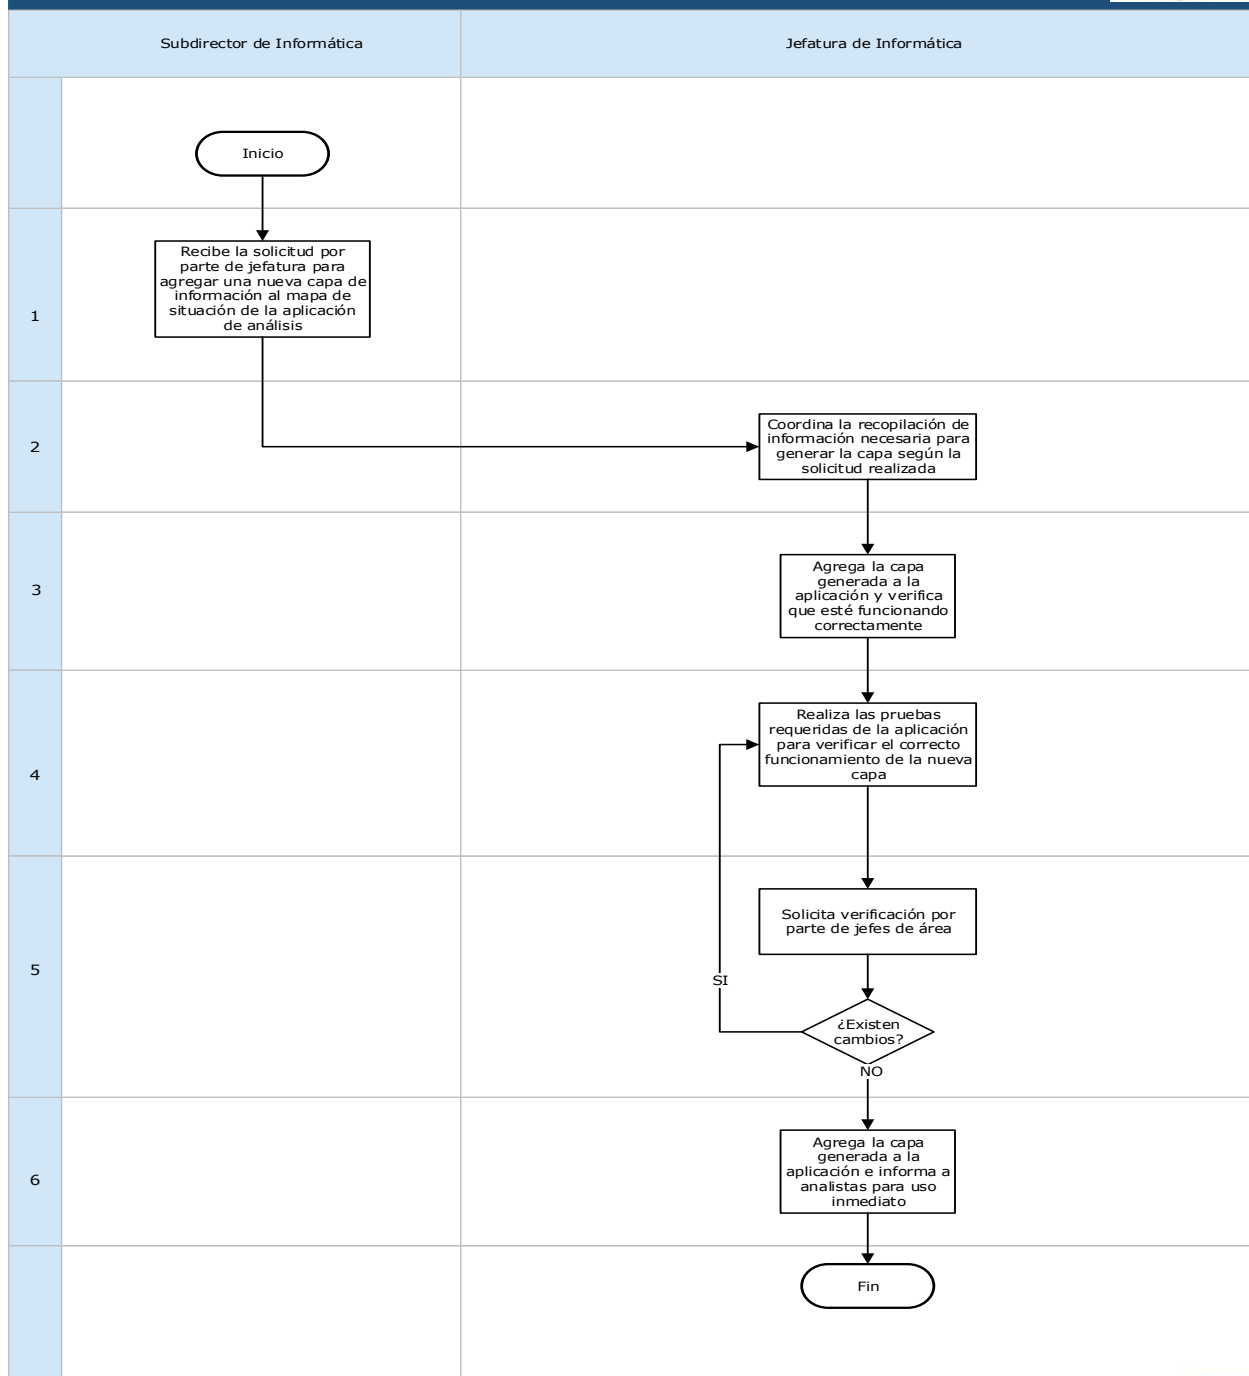 Subdirector de Informática
Jefatura de Informática
Inicio
1
Recibe la solicitud por
parte de jefatura para
agregar una nueva capa de
información al mapa de
situación de la aplicación
de análisis
2
Coordina la recopilación de
información necesaria para
generar la capa según la
solicitud realizada
3
Agrega la capa
generada a la
aplicación y verifica
que esté funcionando
correctamente
4
Realiza las pruebas
requeridas de la aplicación
para verificar el correcto
funcionamiento de la nueva
capa
5
Solicita verificación por
parte de jefes de área
SI
¿Existen
cambios?
NO
6
Agrega la capa
generada a la
aplicación e informa a
analistas para uso
inmediato
Fin